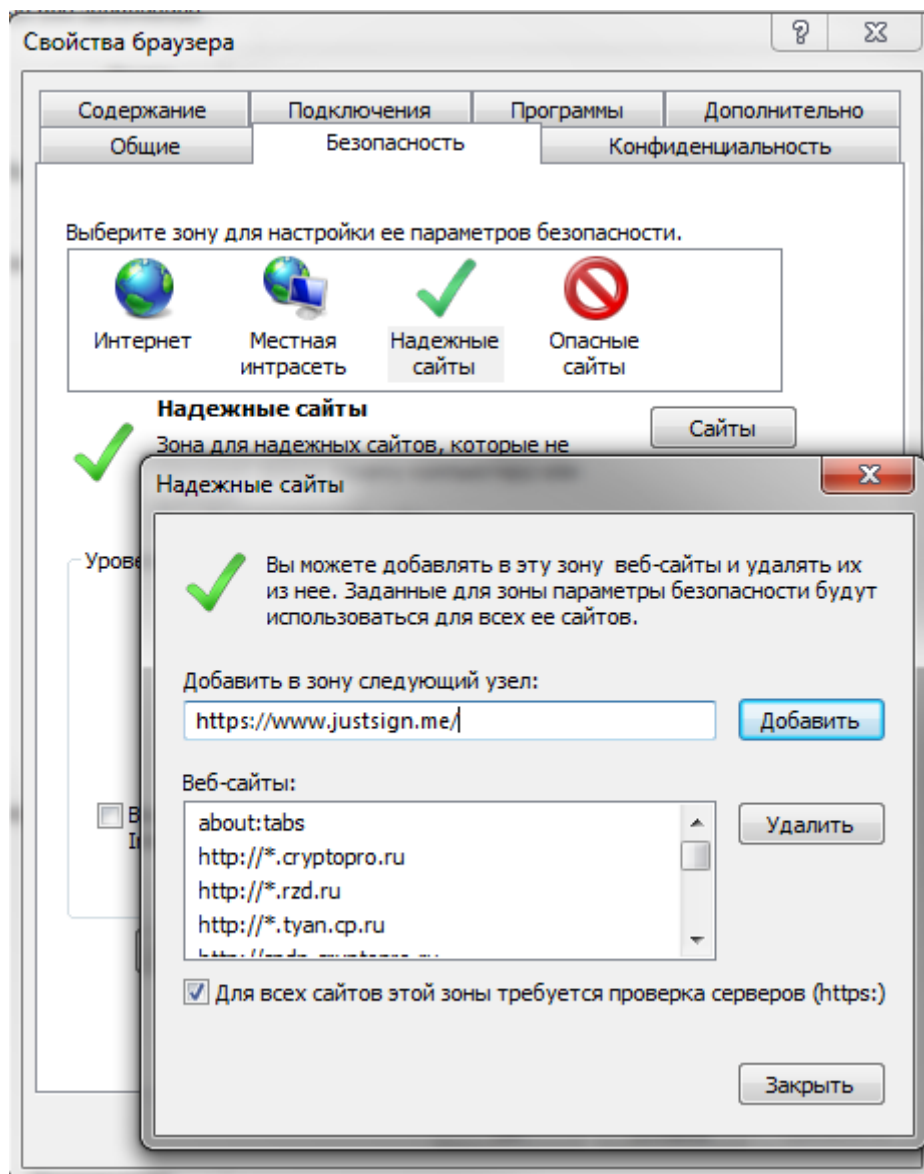 Свойства браузера
Содержание Подключения Программы Дополнительно
Общие Безопасность Конфиденциальность
Выберите зону для настройки ее параметров безопасности.
Интернет Местная интрасеть Надежные сайты Опасные сайты
Надежные сайты
Сайты
Зона для надежных сайтов, которые не
Надежные сайты
Урове
Вы можете добавлять в эту зону веб-сайты и удалять их
из нее. Заданные для зоны параметры безопасности будут
использоваться для всех ее сайтов.
Добавить в зону следующий узел:
https://www.justsign.me/
Добавить
Веб-сайты:
about:tabs
Удалить
http://*.cryptopro.ru
http://*.rzd.ru
http://*.tyan.cp.ru
Для всех сайтов этой зоны требуется проверка серверов (https:)
Закрыть